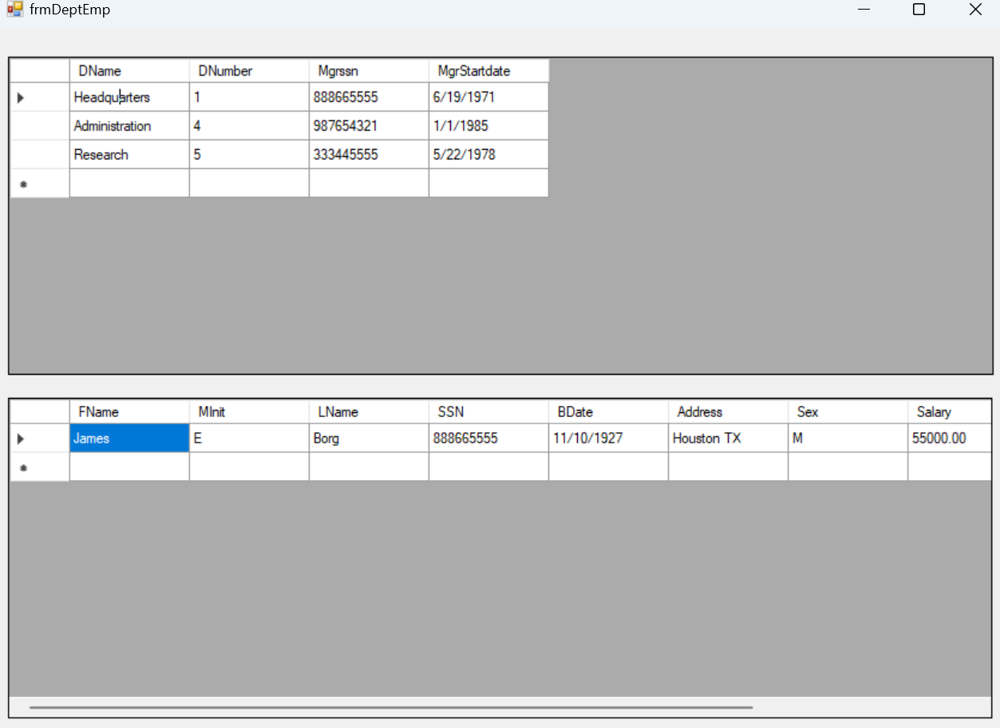 frmDeptEmp
DName DNumber Mgrssn MgrStartdate
Headquarters 1 888665555 6/19/1971
Administration 4 987654321 1/1/1985
Research 5 333445555 5/22/1978
FName MInit LName SSN BDate Address Sex Salary
James E Borg 888665555 11/10/1927 Houston TX M 55000.00